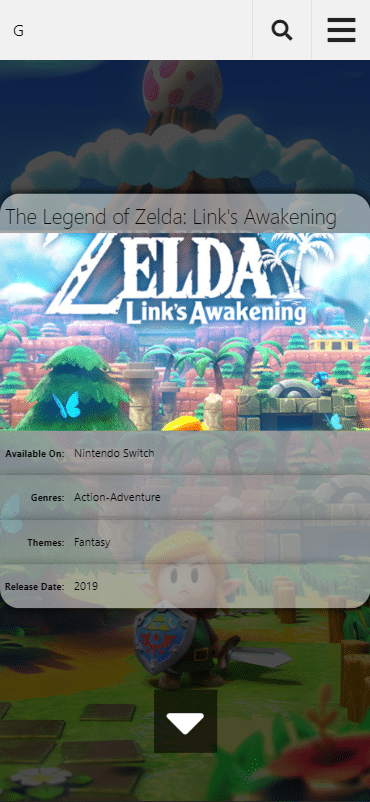 G
The Legend of Zelda: Link's Awakening
ZELDA
Link's Awakening
Available On: Nintendo Switch
Genres: Action-Adventure
Themes: Fantasy
Release Date: 2019